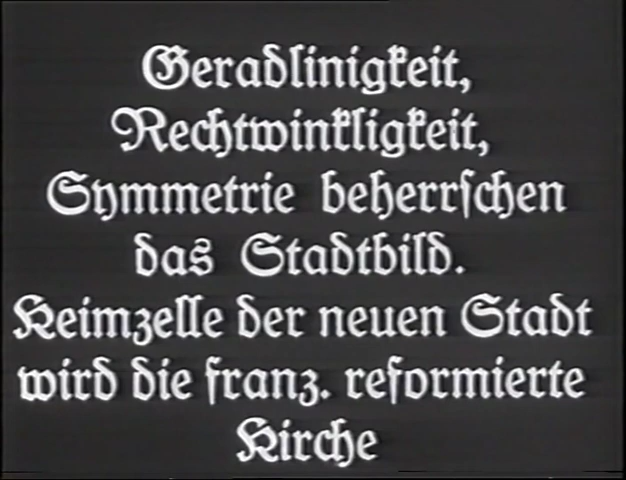 Geradlinigkeit,
Rechtwinkligkeit,
Symmetrie beherrschen
das Stadtbild.
Keimzelle der neuen Stadt
wird die franz. reformierte
Kirche